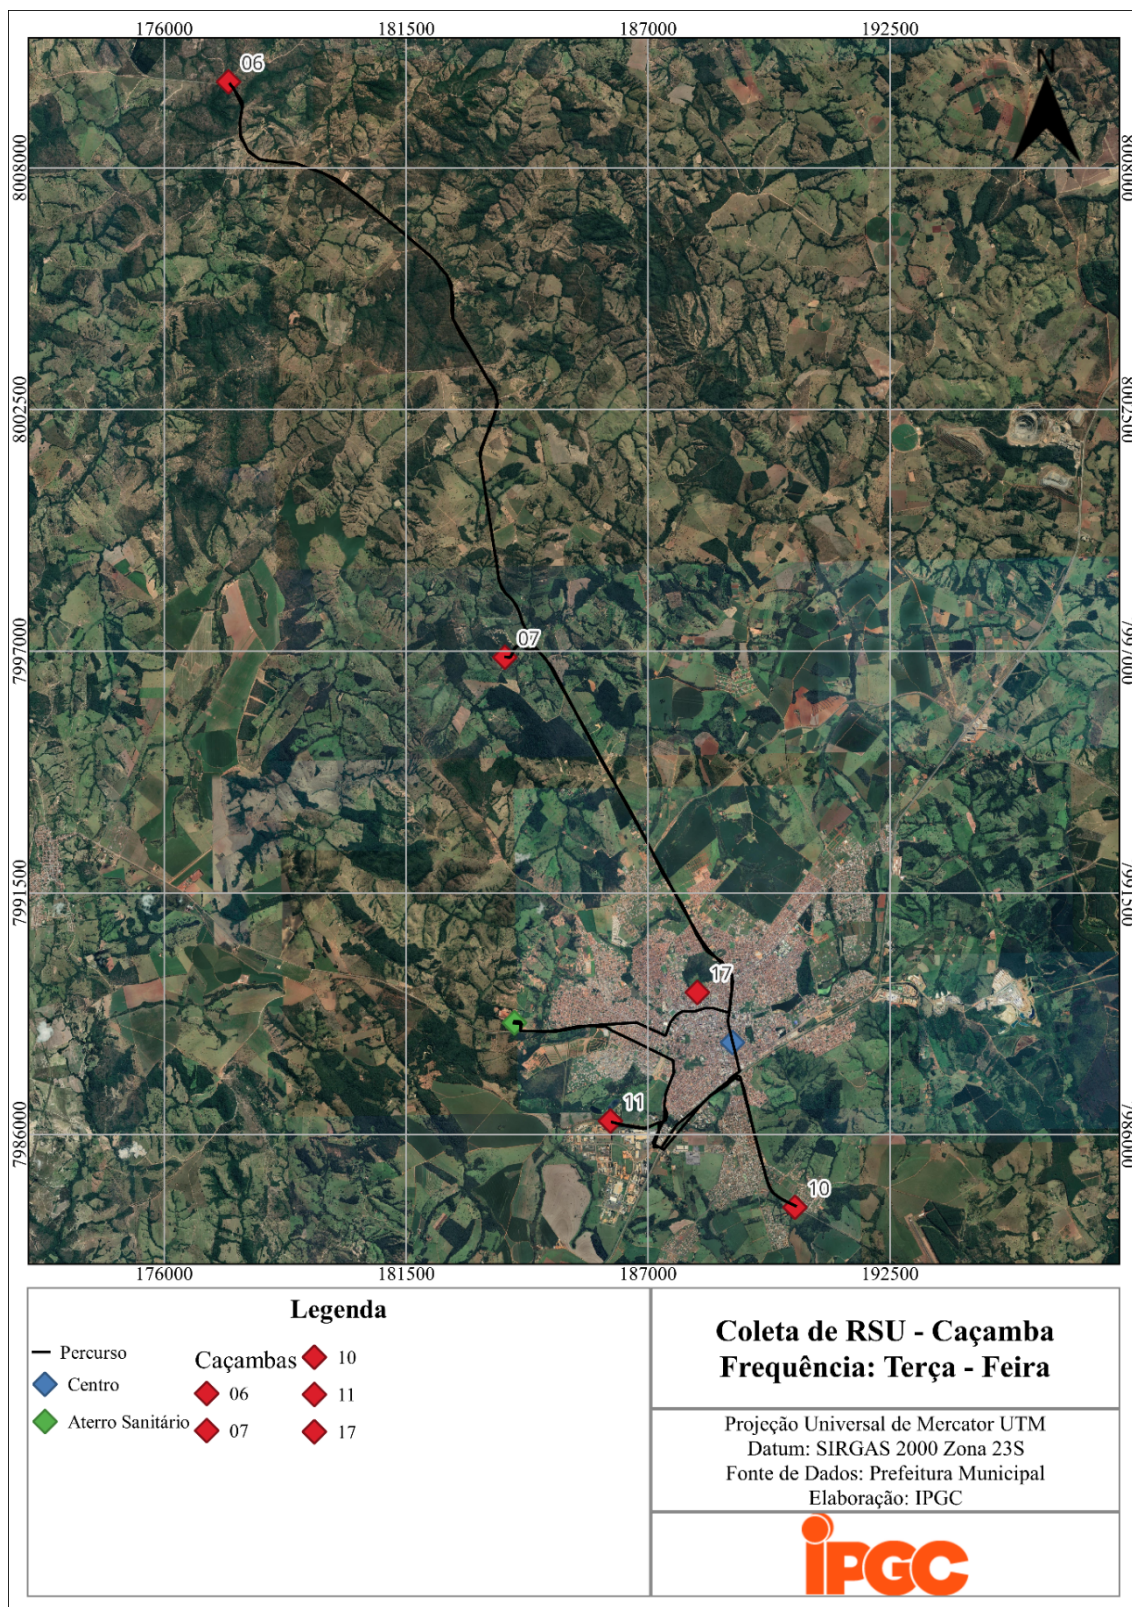 176000 181500 187000 192500
N
06
8008000 8008000
8002500 8002500
07
7997000 7997000
7991500 7991500
17
11
7986000 7986000
10
176000 181500 187000 192500
Legenda
Percurso
Centro
Aterro Sanitário
Caçambas
06
07
10
11
17
Coleta de RSU - Caçamba
Frequência: Terça - Feira
Projeção Universal de Mercator UTM
Datum: SIRGAS 2000 Zona 23S
Fonte de Dados: Prefeitura Municipal
Elaboração: IPGC
iPGC